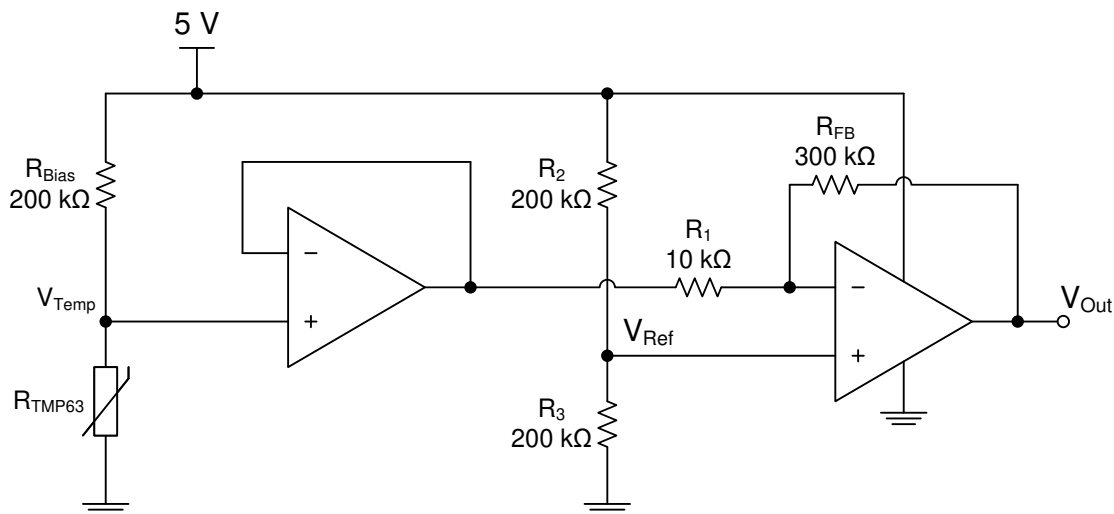 5 V
R_Bias
200 kΩ
V_Temp
R_TMP63
−
+
R_2
200 kΩ
R_1
10 kΩ
V_Ref
R_3
200 kΩ
R_FB
300 kΩ
−
+
V_Out